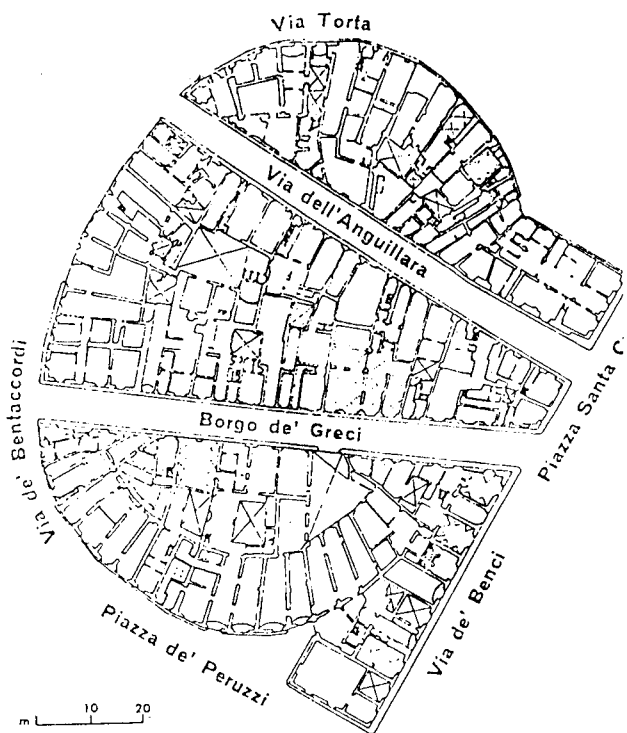 Via Torta
Via dell'Anguillara
Piazza Santa C
Via de' Bentaccordi
Borgo de' Greci
Via de' Benci
Piazza de' Peruzzi
m 10 20